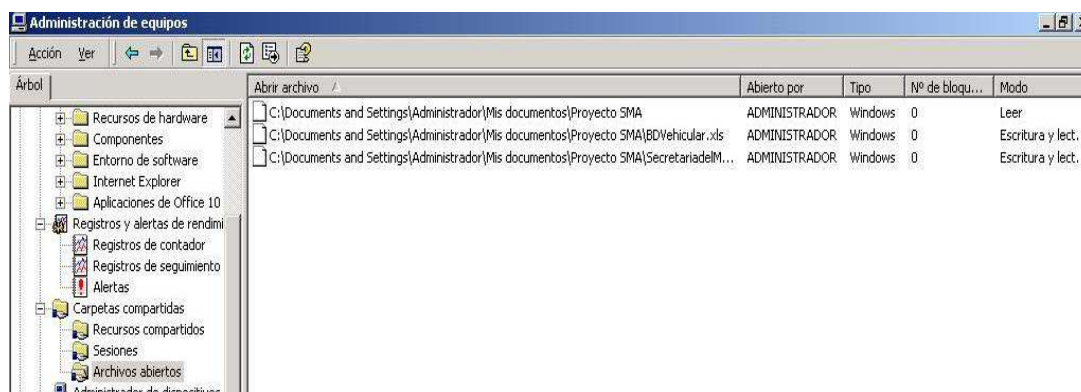 Administración de equipos
Acción Ver
Árbol
Abrir archivo Abierto por Tipo Nº de bloqu... Modo
Recursos de hardware
Componentes
Entorno de software
Internet Explorer
Aplicaciones de Office 10
Registros y alertas de rendimi
Registros de contador
Registros de seguimiento
Alertas
Carpetas compartidas
Recursos compartidos
Sesiones
Archivos abiertos
Administrador de dispositivos
C:\Documents and Settings\Administrador\Mis documentos\Proyecto SMA ADMINISTRADOR Windows 0 Leer
C:\Documents and Settings\Administrador\Mis documentos\Proyecto SMA\BDVehicular.xls ADMINISTRADOR Windows 0 Escritura y lect.
C:\Documents and Settings\Administrador\Mis documentos\Proyecto SMA\SecretariadelM... ADMINISTRADOR Windows 0 Escritura y lect.